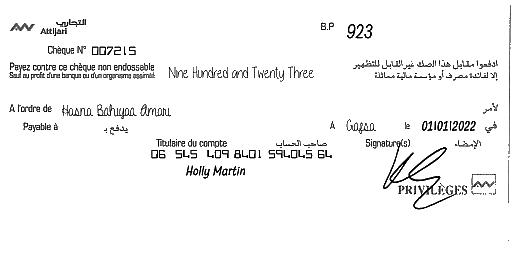 التجاري
Attijari
B.P 923
Chèque N° 007215
Payez contre ce chèque non endossable
Sauf au profit d'une banque ou d'un organisme assimilé
Nine Hundred and Twenty Three
ادفعوا مقابل هذا الصك غير القابل للتظهير
إلا لفائدة مصرف أو مؤسسة مالية مماثلة
A l'ordre de Hasna Bahiyaa Amari لأمر
Payable à يدفع بـ A Gafsa le 01/01/2022 في
Titulaire du compte صاحب الحساب Signature(s) الإمضاء
06 545 409 8401 594045 64
Holly Martin
PRIVILÈGES